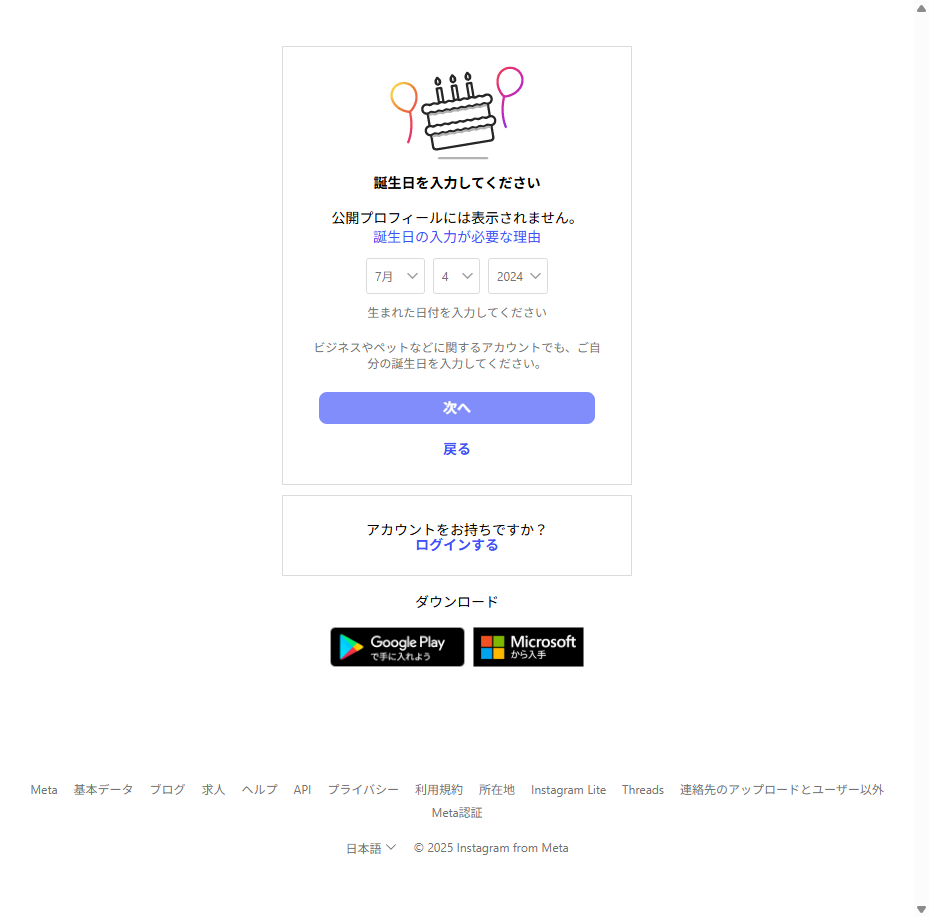 誕生日を入力してください
公開プロフィールには表示されません。
誕生日の入力が必要な理由
7月 4 2024
生まれた日付を入力してください
ビジネスやペットなどに関するアカウントでも、ご自
分の誕生日を入力してください。
次へ
戻る
アカウントをお持ちですか？
ログインする
ダウンロード
Google Play
で手に入れよう
Microsoft
から入手
Meta 基本データ ブログ 求人 ヘルプ API プライバシー 利用規約 所在地 Instagram Lite Threads 連絡先のアップロードとユーザー以外
Meta認証
日本語 © 2025 Instagram from Meta